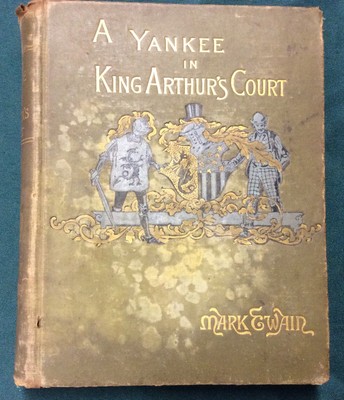 A YANKEE
IN
KING ARTHUR'S COURT
MARK TWAIN